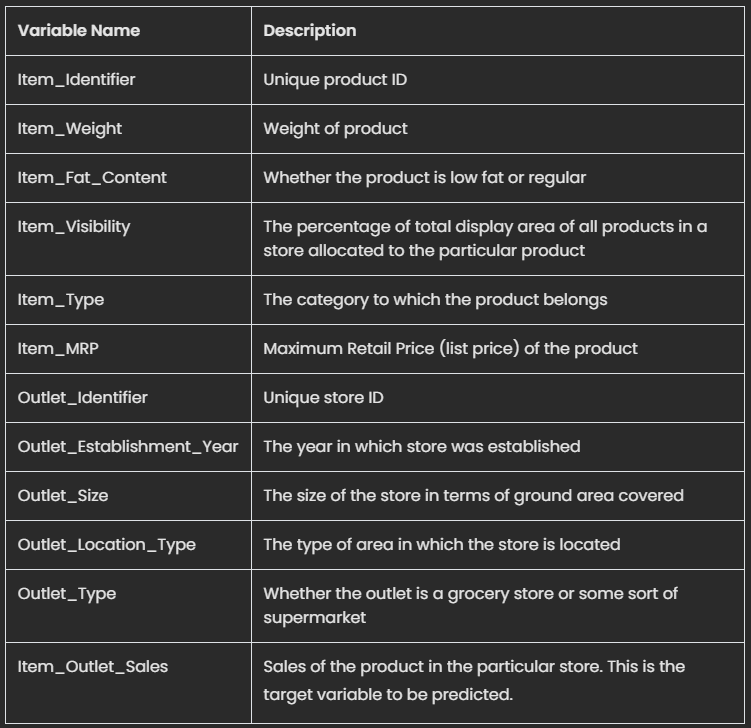 Variable Name Description
Item_Identifier Unique product ID
Item_Weight Weight of product
Item_Fat_Content Whether the product is low fat or regular
Item_Visibility The percentage of total display area of all products in a
store allocated to the particular product
Item_Type The category to which the product belongs
Item_MRP Maximum Retail Price (list price) of the product
Outlet_Identifier Unique store ID
Outlet_Establishment_Year The year in which store was established
Outlet_Size The size of the store in terms of ground area covered
Outlet_Location_Type The type of area in which the store is located
Outlet_Type Whether the outlet is a grocery store or some sort of
supermarket
Item_Outlet_Sales Sales of the product in the particular store. This is the
target variable to be predicted.